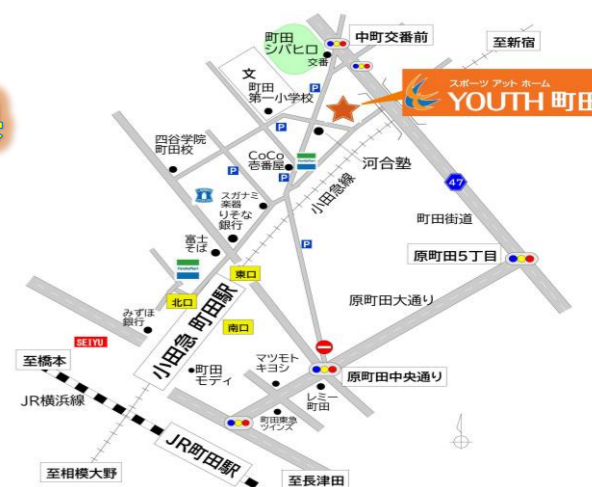 町田
シバヒロ
交番
中町交番前
至新宿
スポーツ アット ホーム
YOUTH 町田
文
町田
第一小学校
P
P
四谷学院
町田校
CoCo
壱番屋
P
P
河合塾
小田急線
47
町田街道
スガナミ
楽器
りそな
銀行
P
富士
そば
FamilyMart
東口
原町田5丁目
北口
小田急 町田駅
原町田大通り
みずほ
銀行
南口
SEIYU
至橋本
町田
モディ
マツモト
キヨシ
原町田中央通り
レミー
町田
JR横浜線
町田東急
ツインズ
JR町田駅
至相模大野
至長津田